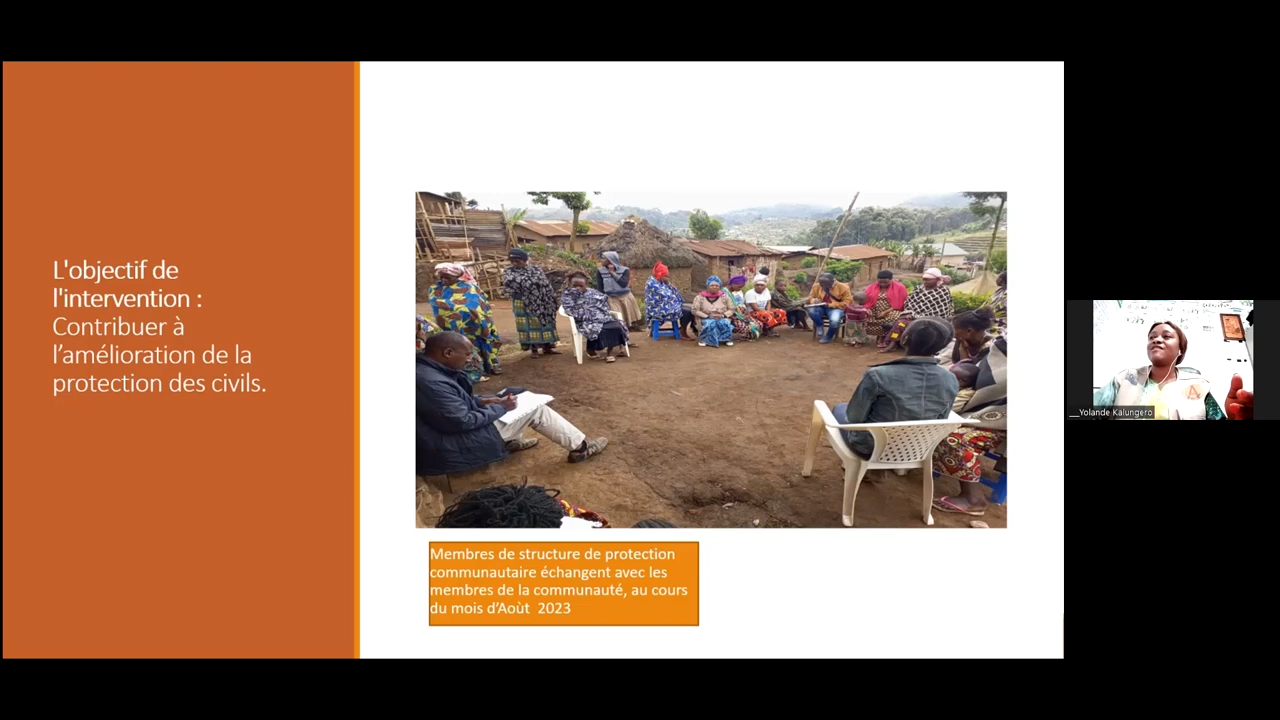 L'objectif de
l'intervention :
Contribuer à
l’amélioration de la
protection des civils.
Membres de structure de protection
communautaire échangent avec les
membres de la communauté, au cours
du mois d’Aoùt 2023
__Yolande Kalungero